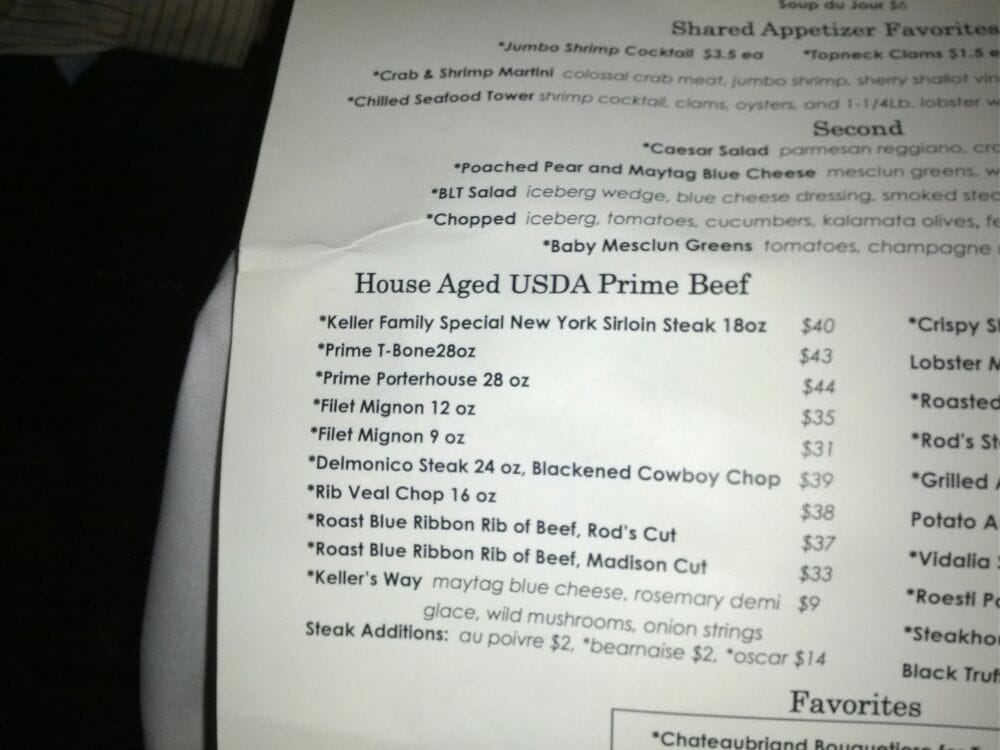 Soup du Jour $6
Shared Appetizer Favorites
*Jumbo Shrimp Cocktail $3.5 ea *Topneck Clams $1.5
*Crab & Shrimp Martini colossal crab meat, jumbo shrimp, sherry shallot
*Chilled Seafood Tower shrimp cocktail, clams, oysters, and 1-1/4Lb. lobster
Second
*Caesar Salad parmesan reggiano,
*Poached Pear and Maytag Blue Cheese mesclun greens,
*BLT Salad iceberg wedge, blue cheese dressing, smoked
*Chopped iceberg, tomatoes, cucumbers, kalamata olives,
*Baby Mesclun Greens tomatoes, champagne
House Aged USDA Prime Beef
*Keller Family Special New York Sirloin Steak 18oz $40
*Prime T-Bone28oz $43
*Prime Porterhouse 28 oz $44
*Filet Mignon 12 oz $35
*Filet Mignon 9 oz $31
*Delmonico Steak 24 oz, Blackened Cowboy Chop $39
*Rib Veal Chop 16 oz $38
*Roast Blue Ribbon Rib of Beef, Rod's Cut $37
*Roast Blue Ribbon Rib of Beef, Madison Cut $33
*Keller's Way maytag blue cheese, rosemary demi $9
glace, wild mushrooms, onion strings
Steak Additions: au poivre $2, *bearnaise $2, *oscar $14
*Crispy
Lobster
*Roasted
*Rod's
*Grilled
Potato
*Vidalia
*Roesti
Black
Favorites
*Chateaubriand Bouquetiere for